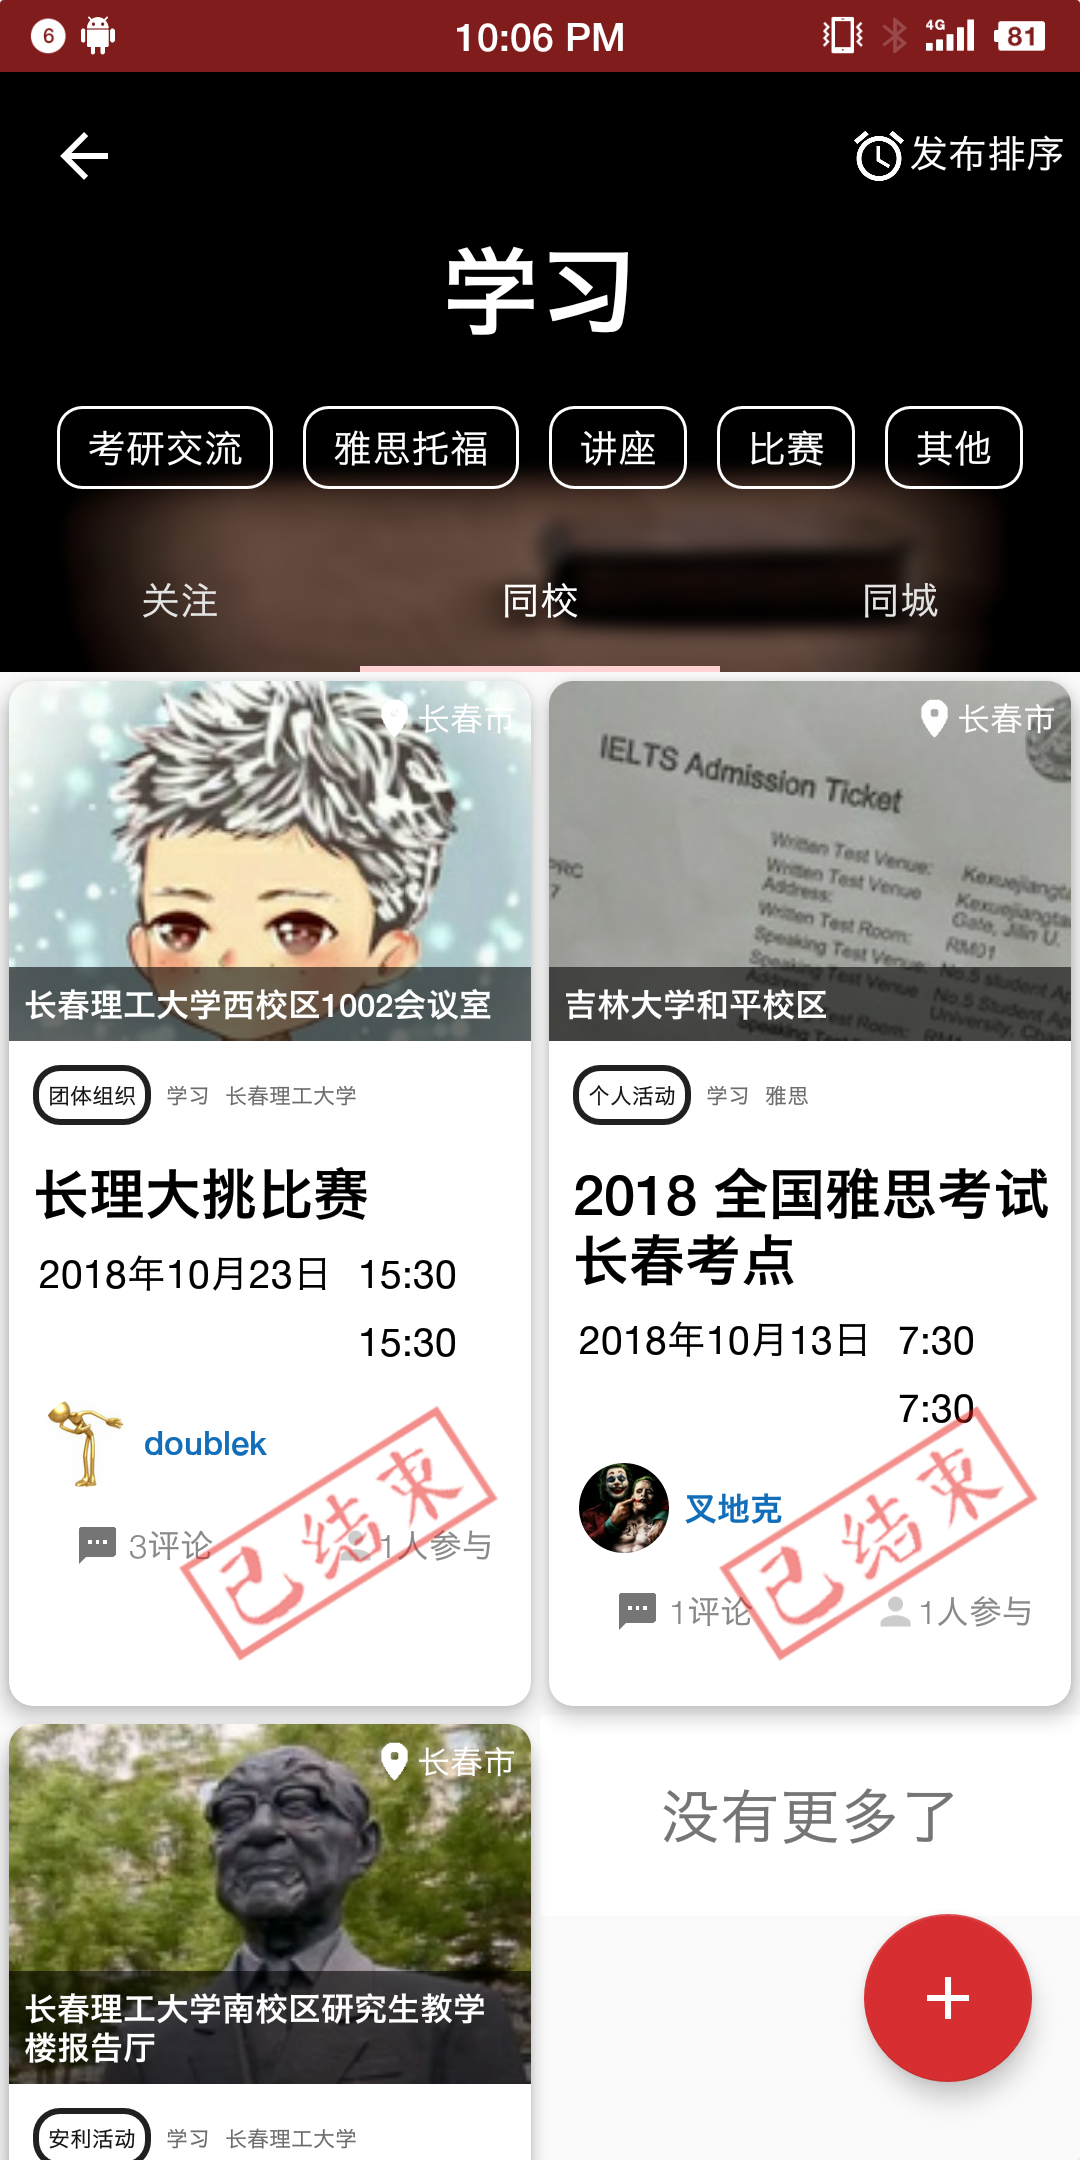 6
10:06 PM
4G
81
发布排序
学习
考研交流
雅思托福
讲座
比赛
其他
关注
同校
同城
长春市
长春理工大学西校区1002会议室
团体组织 学习 长春理工大学
长理大挑比赛
2018年10月23日 15:30
15:30
doublek
3评论
1人参与
已结束
长春市
IELTS Admission Ticket
Written Test Venue:
Written Test Venue
Address:
Written Test Room:
Speaking Test Venue:
Speaking Test Venue
Address:
PRC
7
Kexuejiangta
Kexuejiangta
Gate, Jilin U.
RM01
No.5 student Ap
No.5 Student
University, Cha
吉林大学和平校区
个人活动 学习 雅思
2018 全国雅思考试
长春考点
2018年10月13日 7:30
7:30
叉地克
1评论
1人参与
已结束
长春市
长春理工大学南校区研究生教学
楼报告厅
安利活动 学习 长春理工大学
没有更多了